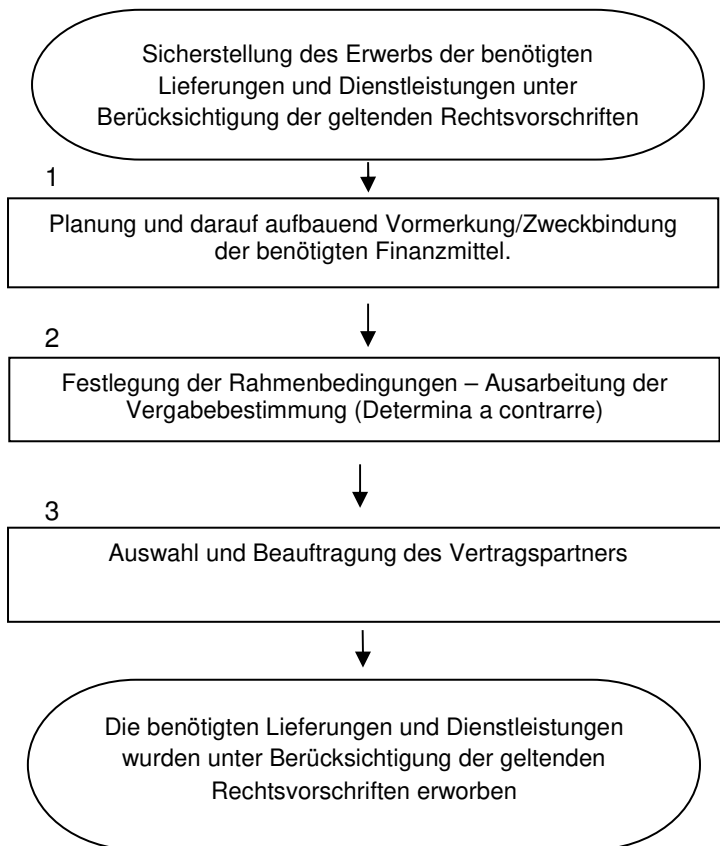 Sicherstellung des Erwerbs der benötigten
Lieferungen und Dienstleistungen unter
Berücksichtigung der geltenden Rechtsvorschriften
1
Planung und darauf aufbauend Vormerkung/Zweckbindung
der benötigten Finanzmittel.
2
Festlegung der Rahmenbedingungen – Ausarbeitung der
Vergabebestimmung (Determina a contrarre)
3
Auswahl und Beauftragung des Vertragspartners
Die benötigten Lieferungen und Dienstleistungen
wurden unter Berücksichtigung der geltenden
Rechtsvorschriften erworben